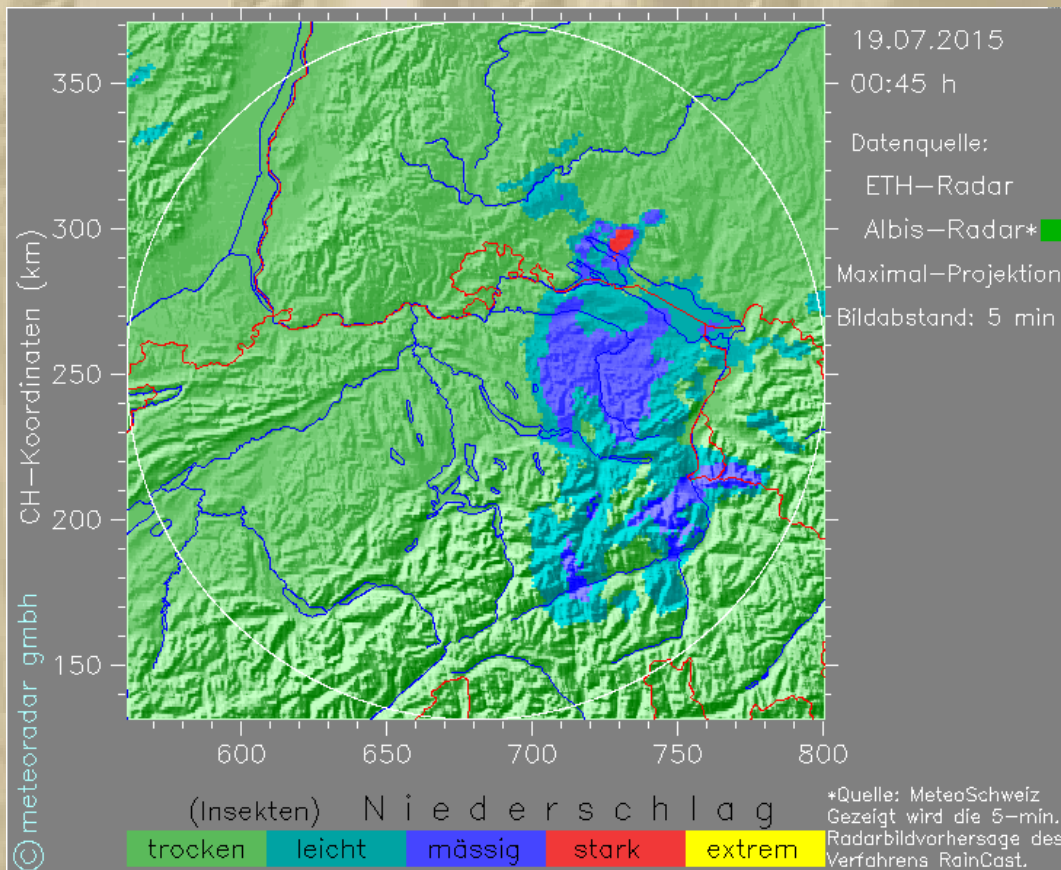 19.07.2015
00:45 h
Datenquelle:
ETH-Radar
Albis-Radar*
Maximal-Projektion
Bildabstand: 5 min
CH-Koordinaten (km)
350
300
250
200
150
600 650 700 750 800
© meteoradar gmbh
(Insekten) Niederschlag
trocken leicht mässig stark extrem
*Quelle: MeteoSchweiz
Gezeigt wird die 5-min.
Radarbildvorhersage des
Verfahrens RainCast.